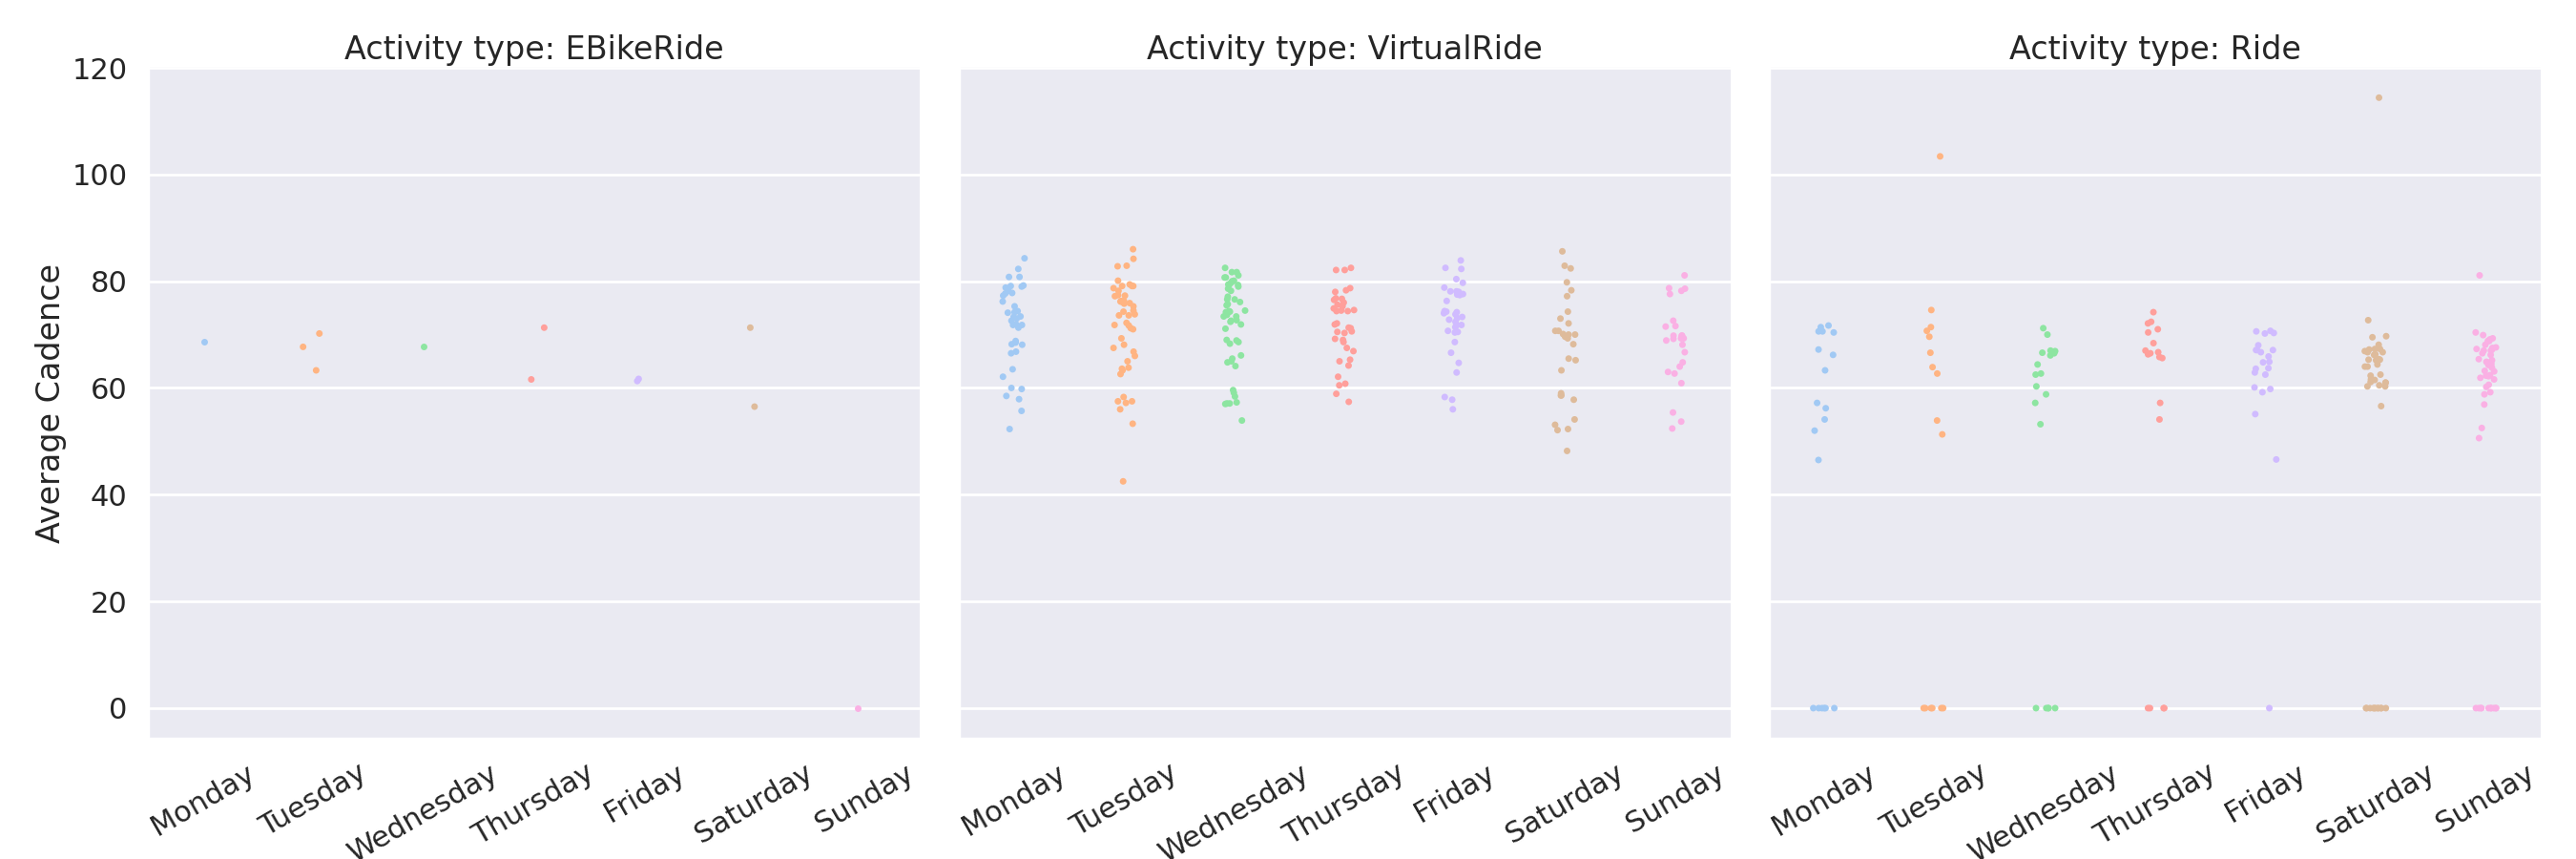 Activity type: EBikeRide
Activity type: VirtualRide
Activity type: Ride
Average Cadence
120
100
80
60
40
20
0
Monday
Tuesday
Wednesday
Thursday
Friday
Saturday
Sunday
Monday
Tuesday
Wednesday
Thursday
Friday
Saturday
Sunday
Monday
Tuesday
Wednesday
Thursday
Friday
Saturday
Sunday